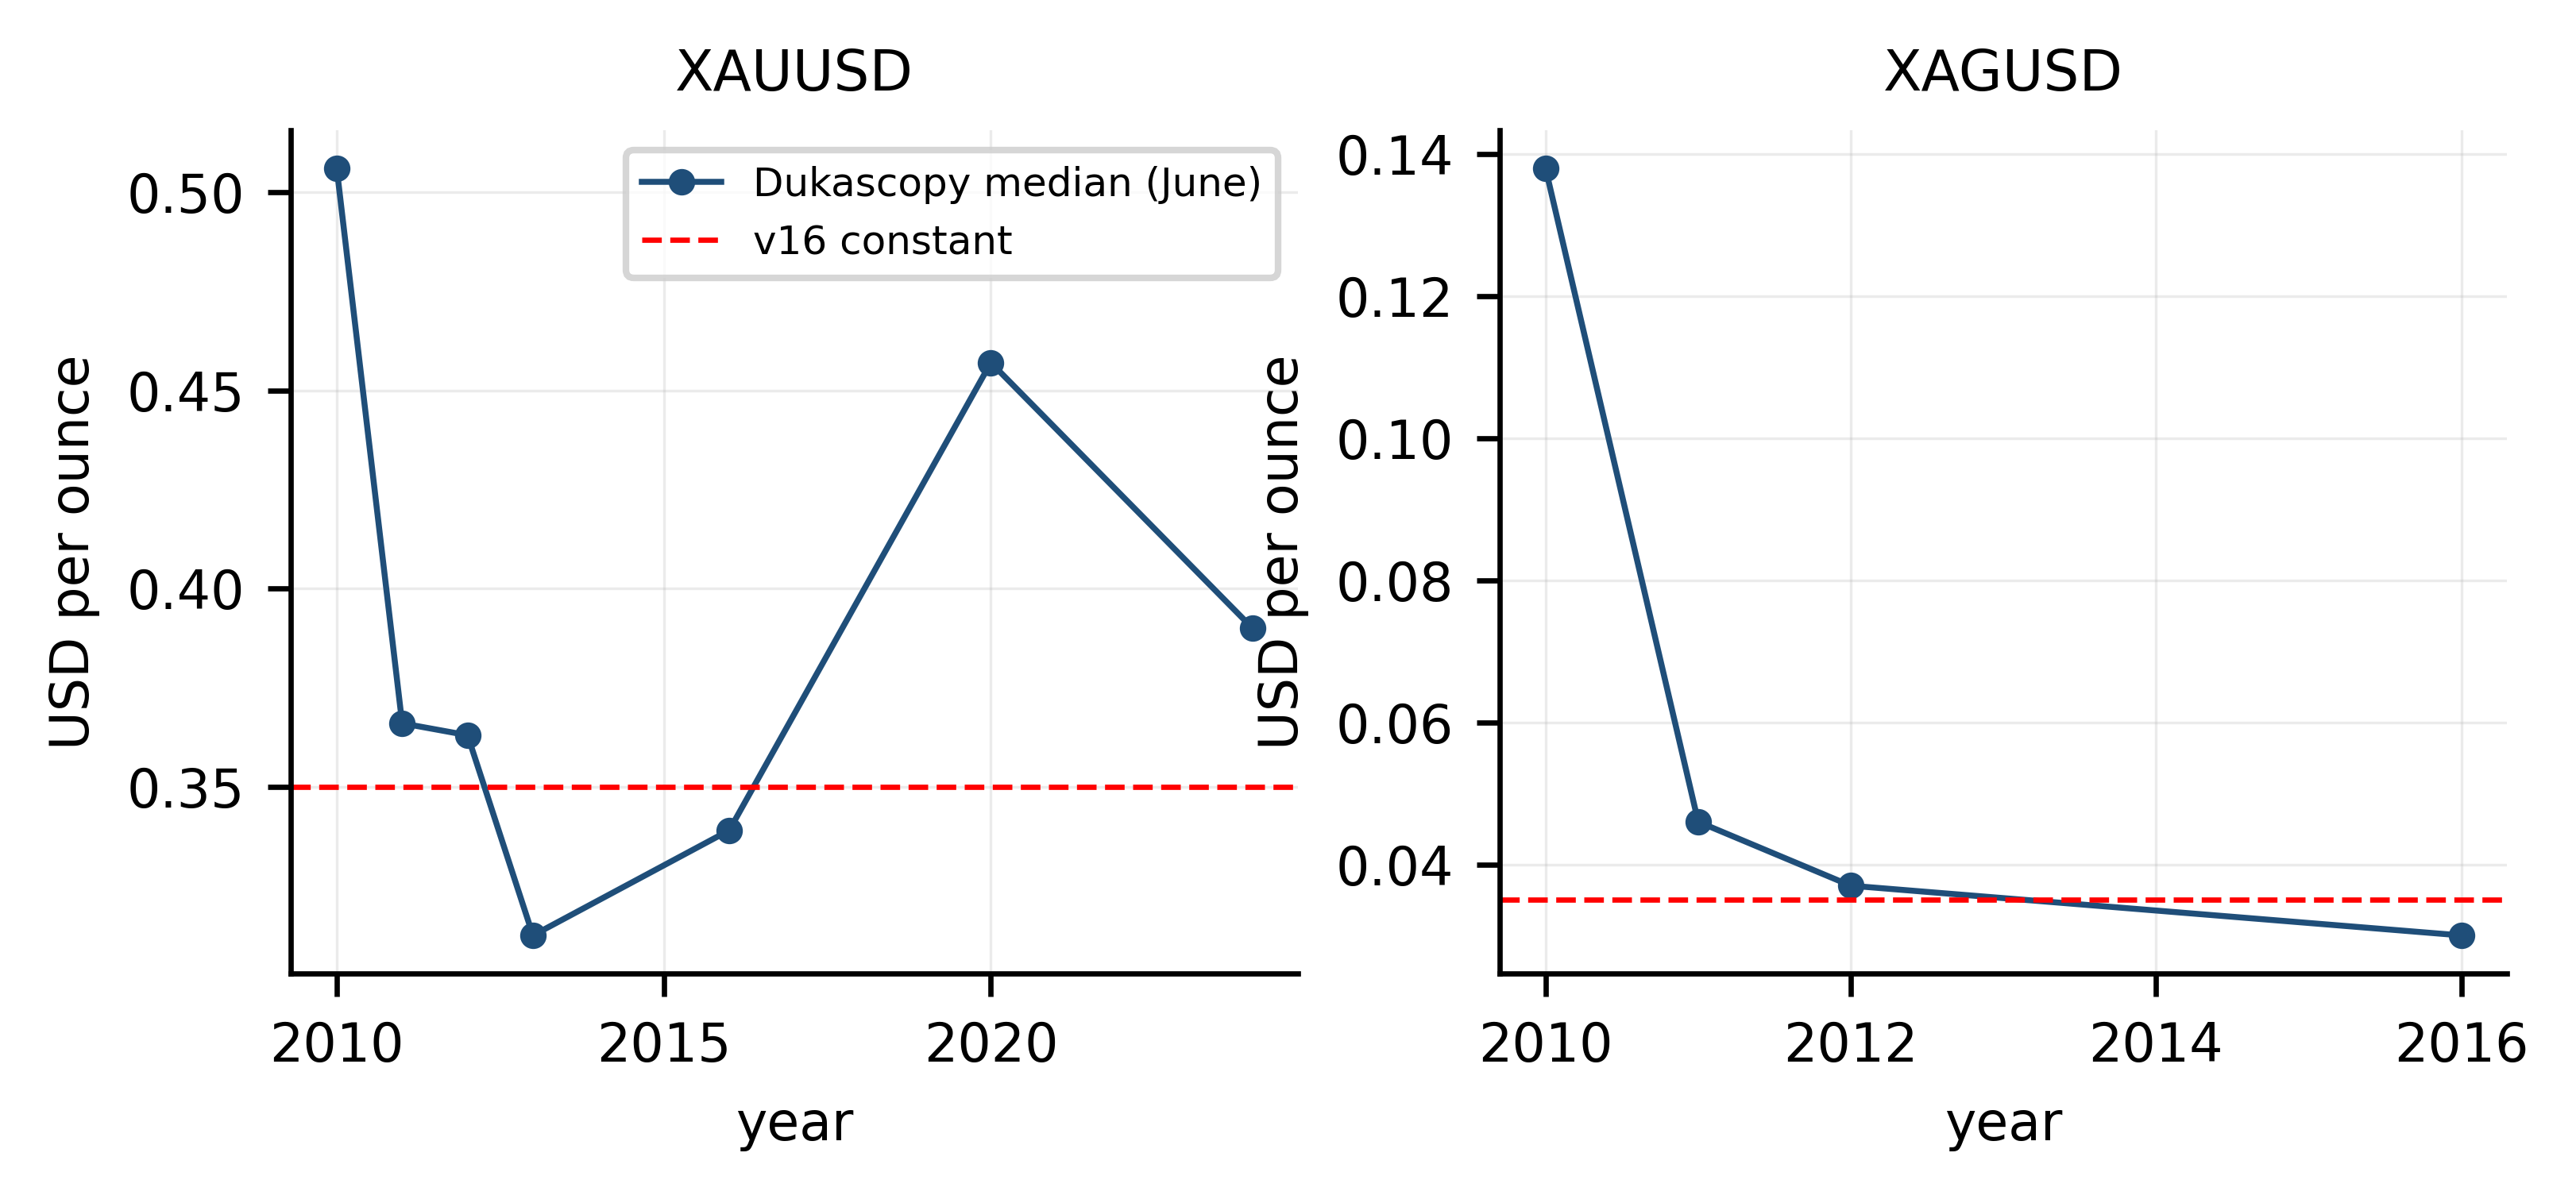 XAUUSD
USD per ounce
0.50
0.45
0.40
0.35
Dukascopy median (June)
v16 constant
2010
2015
2020
year
XAGUSD
USD per ounce
0.14
0.12
0.10
0.08
0.06
0.04
2010
2012
2014
2016
year